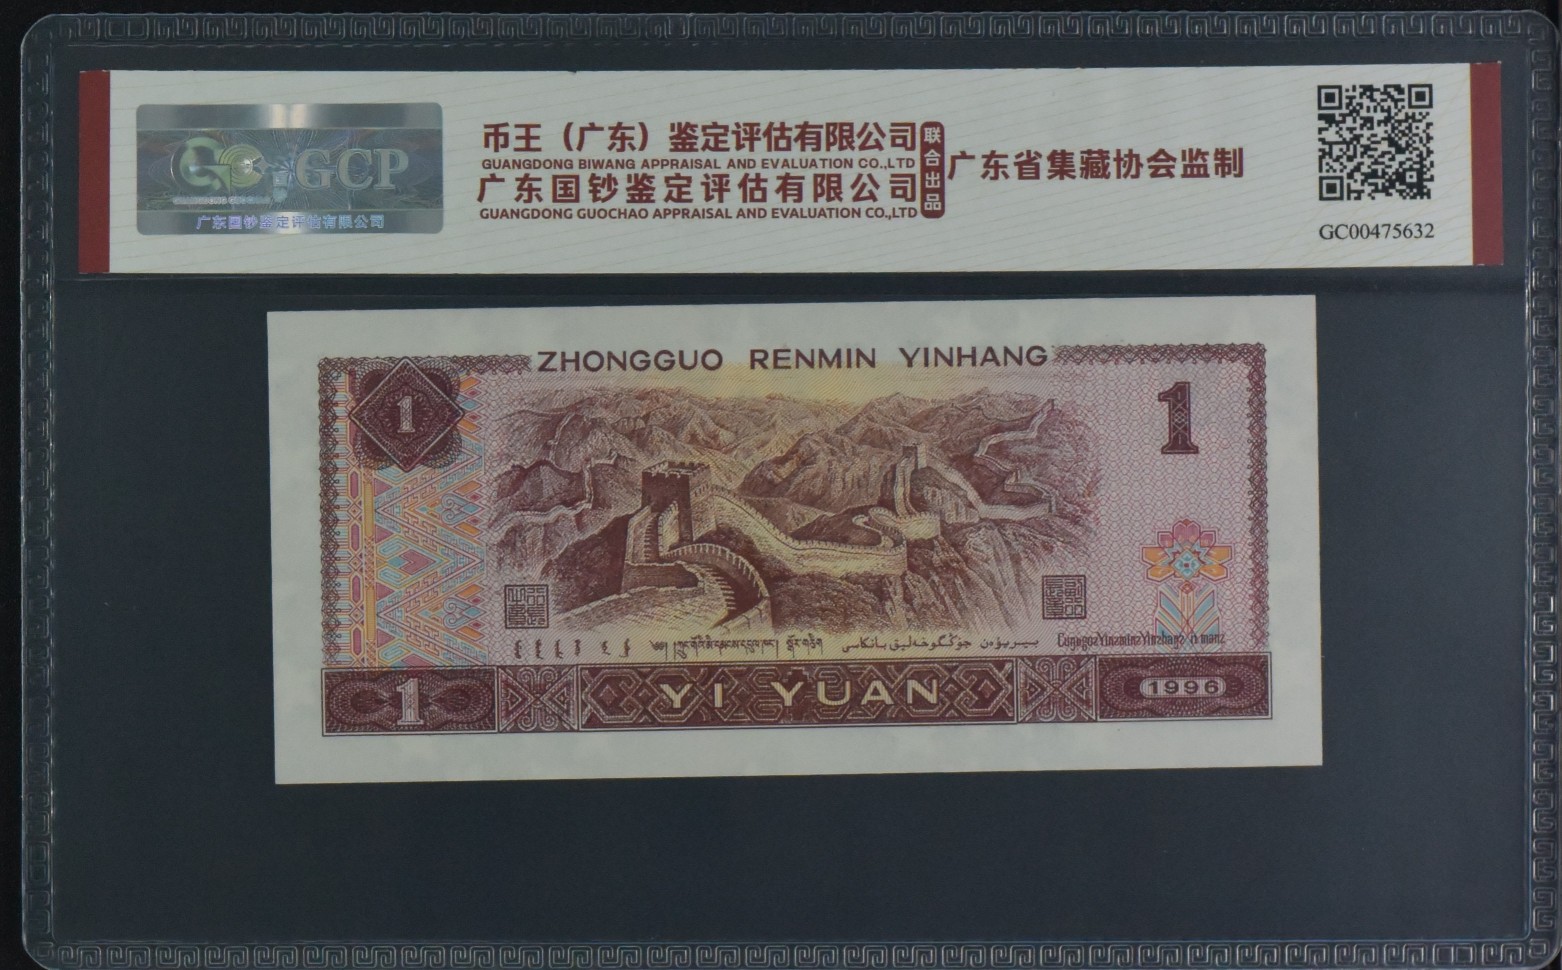 GCP
广东国钞鉴定评估有限公司
币王（广东）鉴定评估有限公司
GUANGDONG BIWANG APPRAISAL AND EVALUATION CO.,LTD
广东国钞鉴定评估有限公司
GUANGDONG GUOCHAO APPRAISAL AND EVALUATION CO.,LTD
联合出品
广东省集藏协会监制
GC00475632
ZHONGGUO RENMIN YINHANG
1
1
1
YI YUAN
1996